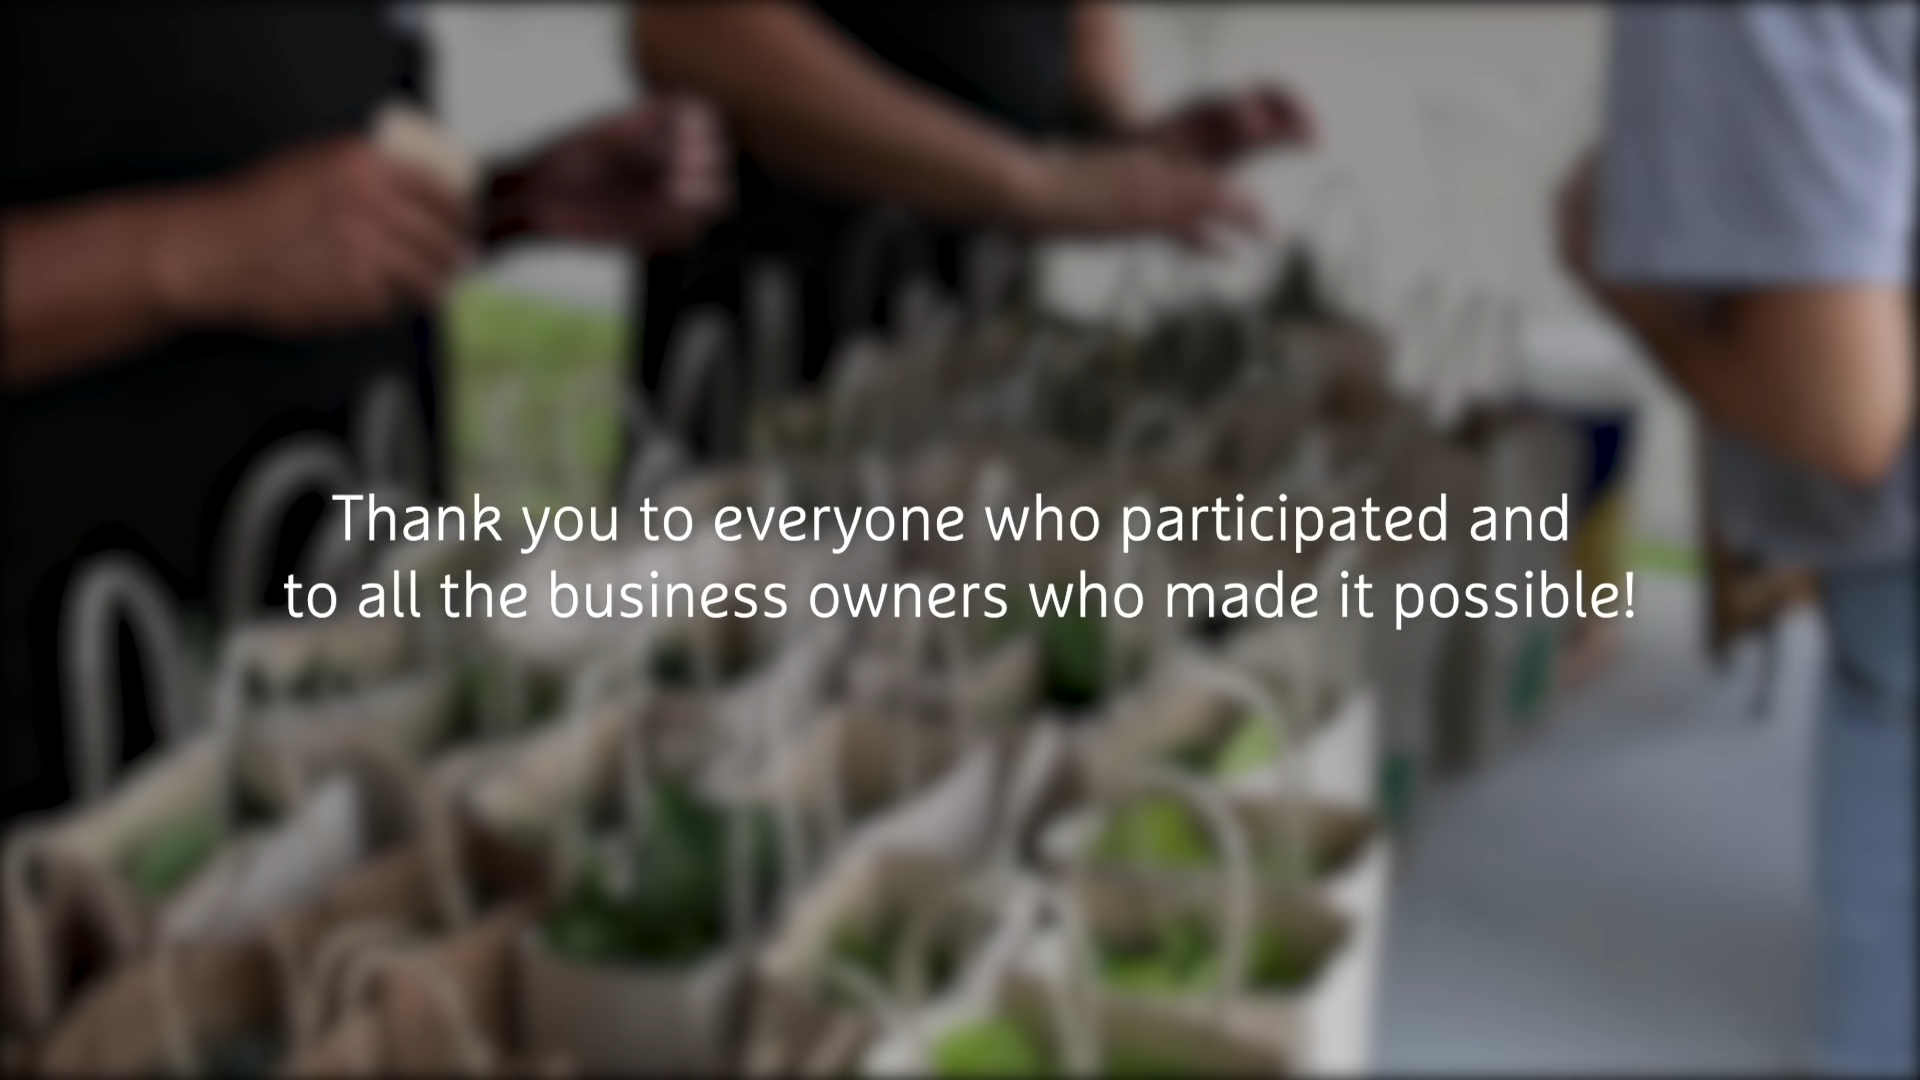 Thank you to everyone who participated and
to all the business owners who made it possible!